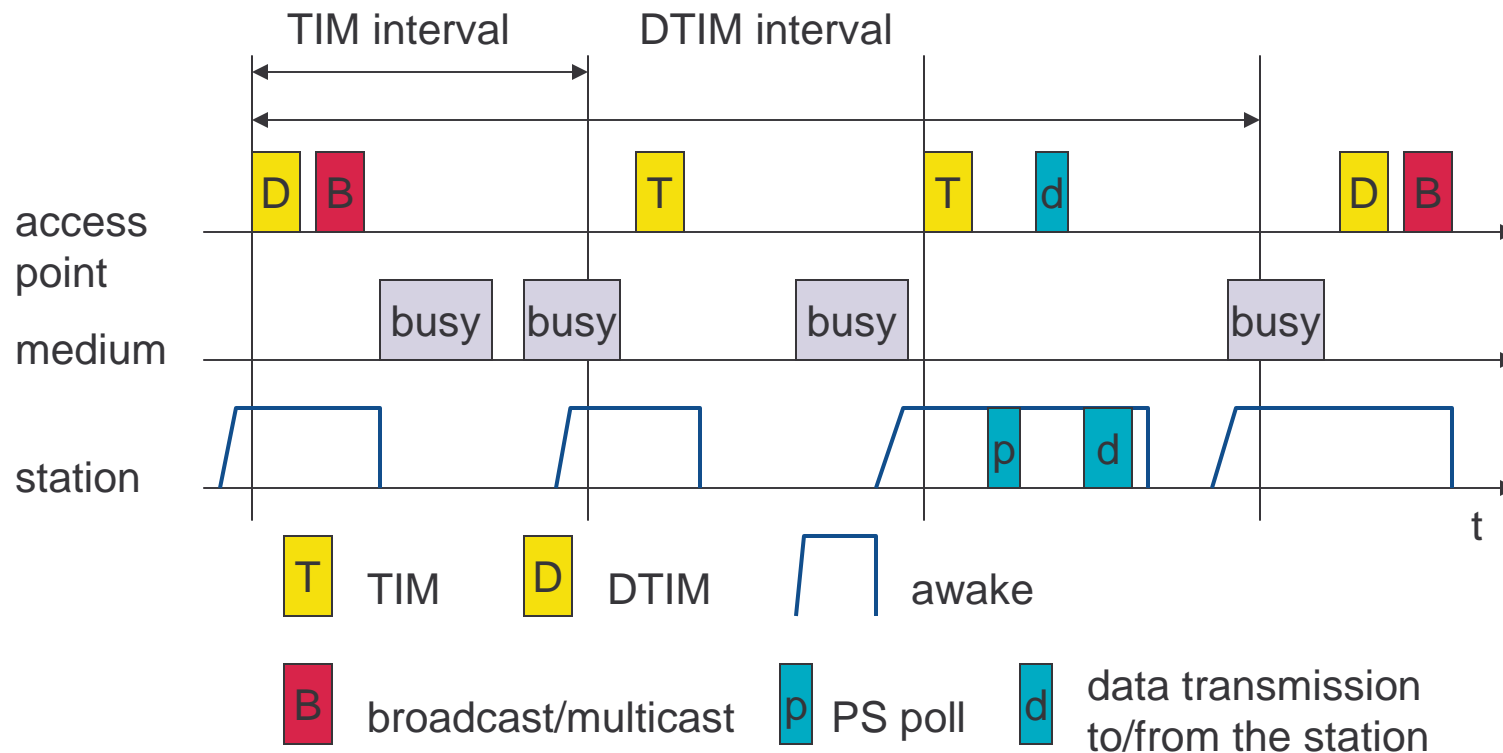 TIM interval DTIM interval
D B T T d D B
access
point
busy busy busy busy
medium
p d
station
t
T TIM D DTIM awake
B broadcast/multicast p PS poll d data transmission
to/from the station